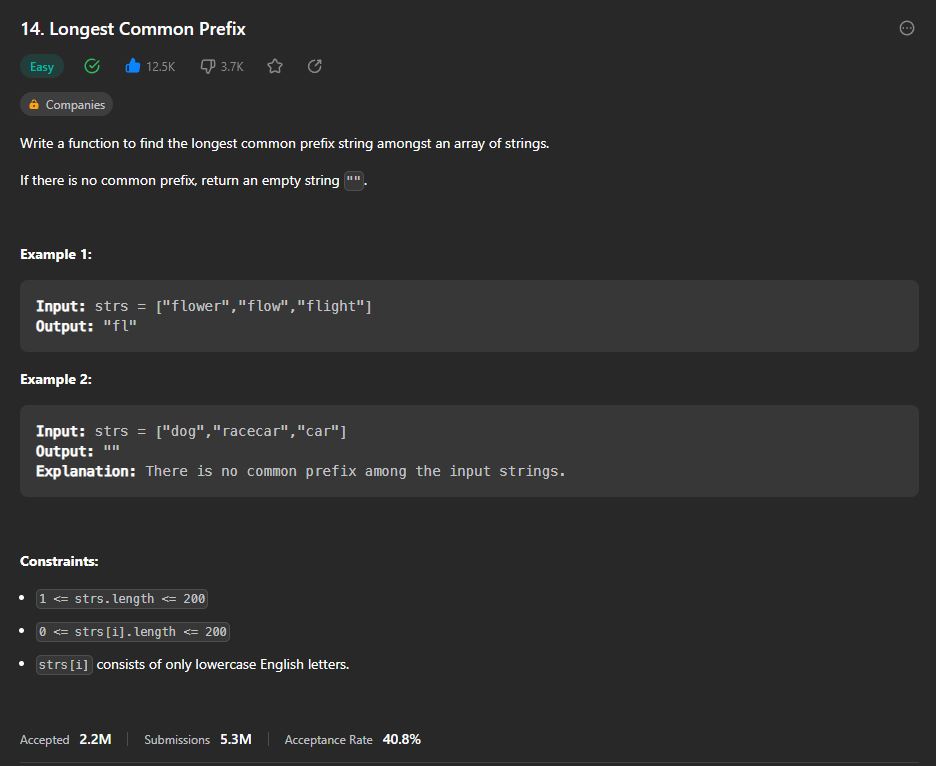 14. Longest Common Prefix
Easy 12.5K 3.7K
Companies
Write a function to find the longest common prefix string amongst an array of strings.
If there is no common prefix, return an empty string "".
Example 1:
Input: strs = ["flower","flow","flight"]
Output: "fl"
Example 2:
Input: strs = ["dog","racecar","car"]
Output: ""
Explanation: There is no common prefix among the input strings.
Constraints:
• 1 <= strs.length <= 200
• 0 <= strs[i].length <= 200
• strs[i] consists of only lowercase English letters.
Accepted 2.2M Submissions 5.3M Acceptance Rate 40.8%